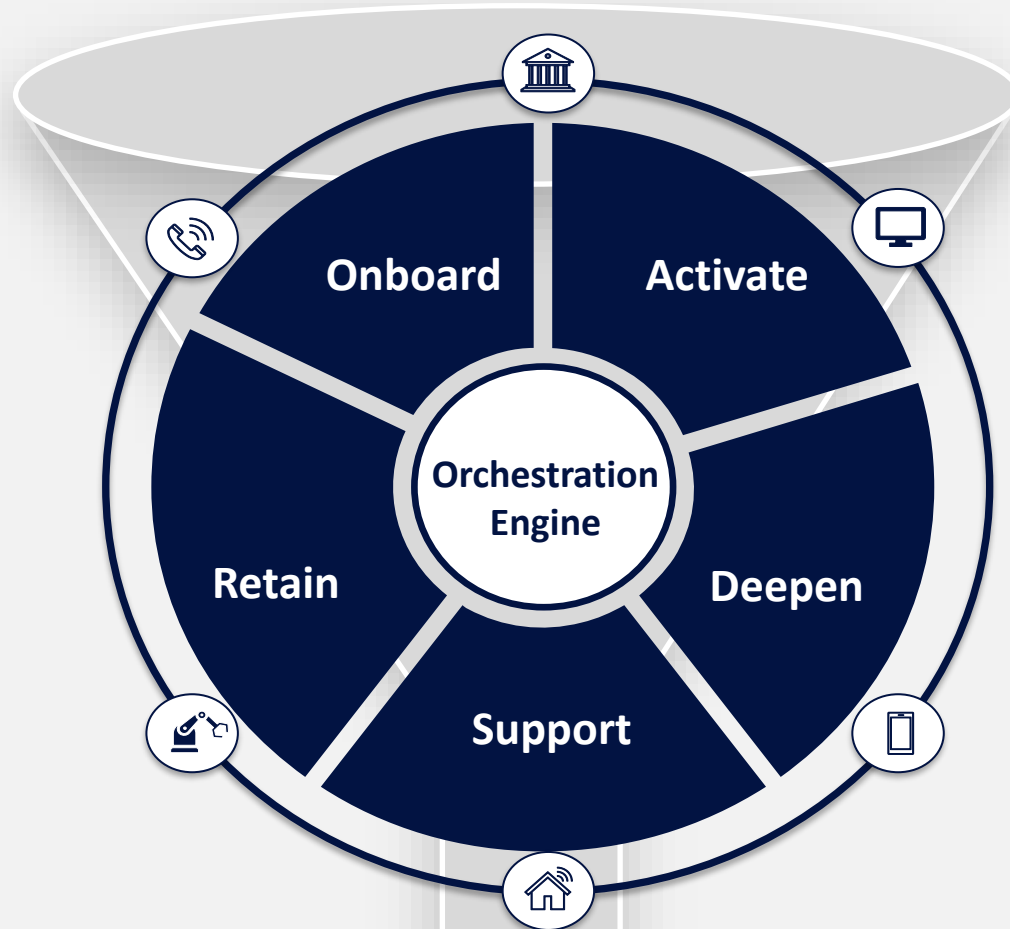 Onboard
Activate
Orchestration
Engine
Retain
Deepen
Support